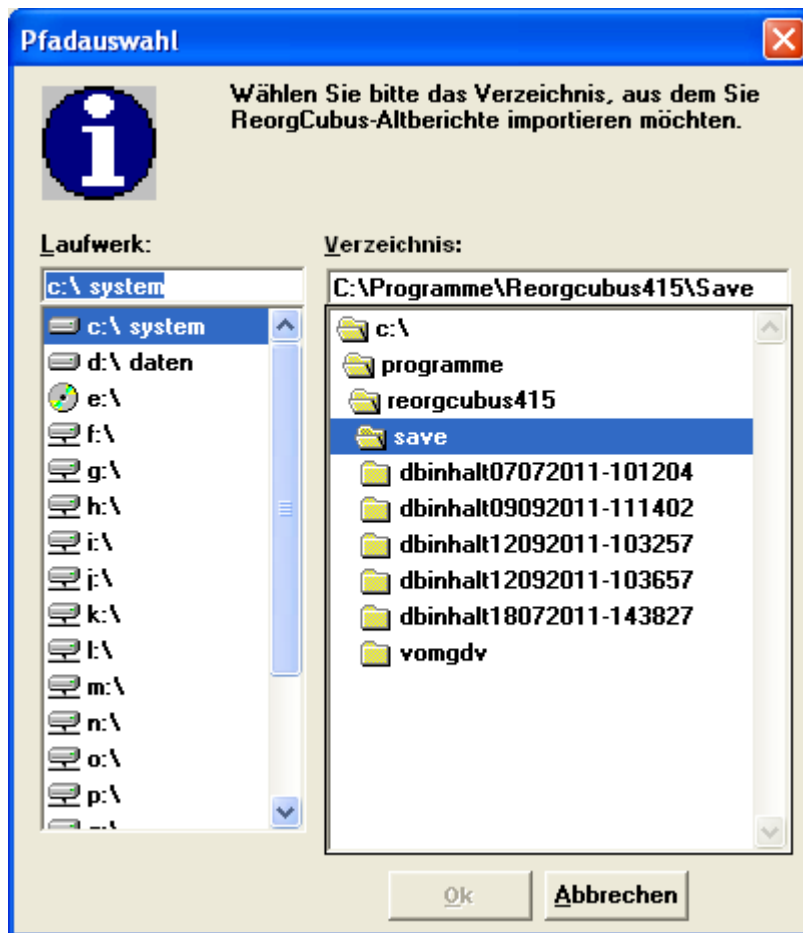 Pfadauswahl
Wählen Sie bitte das Verzeichnis, aus dem Sie
ReorgCubus-Altberichte importieren möchten.
Laufwerk:
c:\ system
c:\ system
d:\ daten
e:\
f:\
g:\
h:\
i:\
j:\
k:\
l:\
m:\
n:\
o:\
p:\
Verzeichnis:
C:\Programme\Reorgcubus415\Save
c:\
programme
reorgcubus415
save
dbinhalt07072011-101204
dbinhalt09092011-111402
dbinhalt12092011-103257
dbinhalt12092011-103657
dbinhalt18072011-143827
vomgdv
Ok
Abbrechen